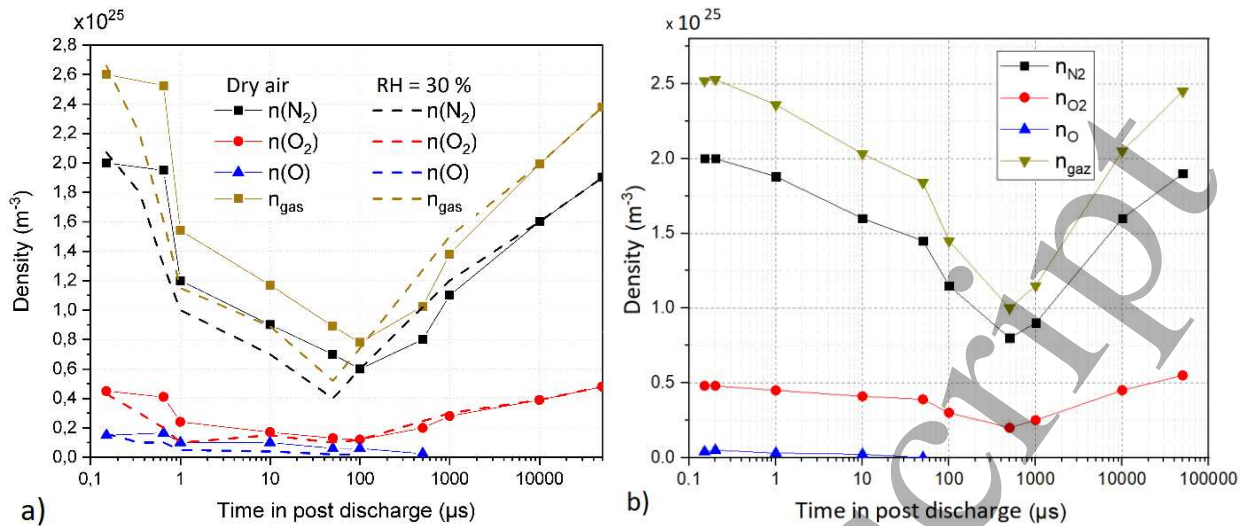 x10²⁵
2,8
2,6
2,4
2,2
2,0
1,8
1,6
1,4
1,2
1,0
0,8
0,6
0,4
0,2
0,0
Density (m⁻³)
Dry air RH = 30 %
n(N₂) n(N₂)
n(O₂) n(O₂)
n(O) n(O)
n_gas n_gas
0.1 1 10 100 1000 10000
Time in post discharge (µs)
a)
x 10²⁵
2.5
2.0
1.5
1.0
0.5
0.0
Density (m⁻³)
n_N2
n_O2
n_O
n_gaz
0.1 1 10 100 1000 10000 100000
Time in post discharge (µs)
b)
cript